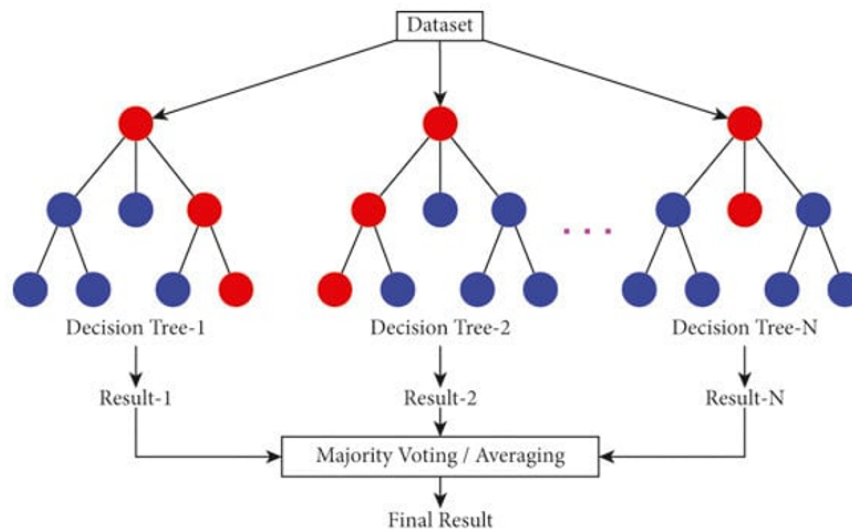 Dataset
Decision Tree-1
Decision Tree-2
Decision Tree-N
Result-1
Result-2
Result-N
Majority Voting / Averaging
Final Result